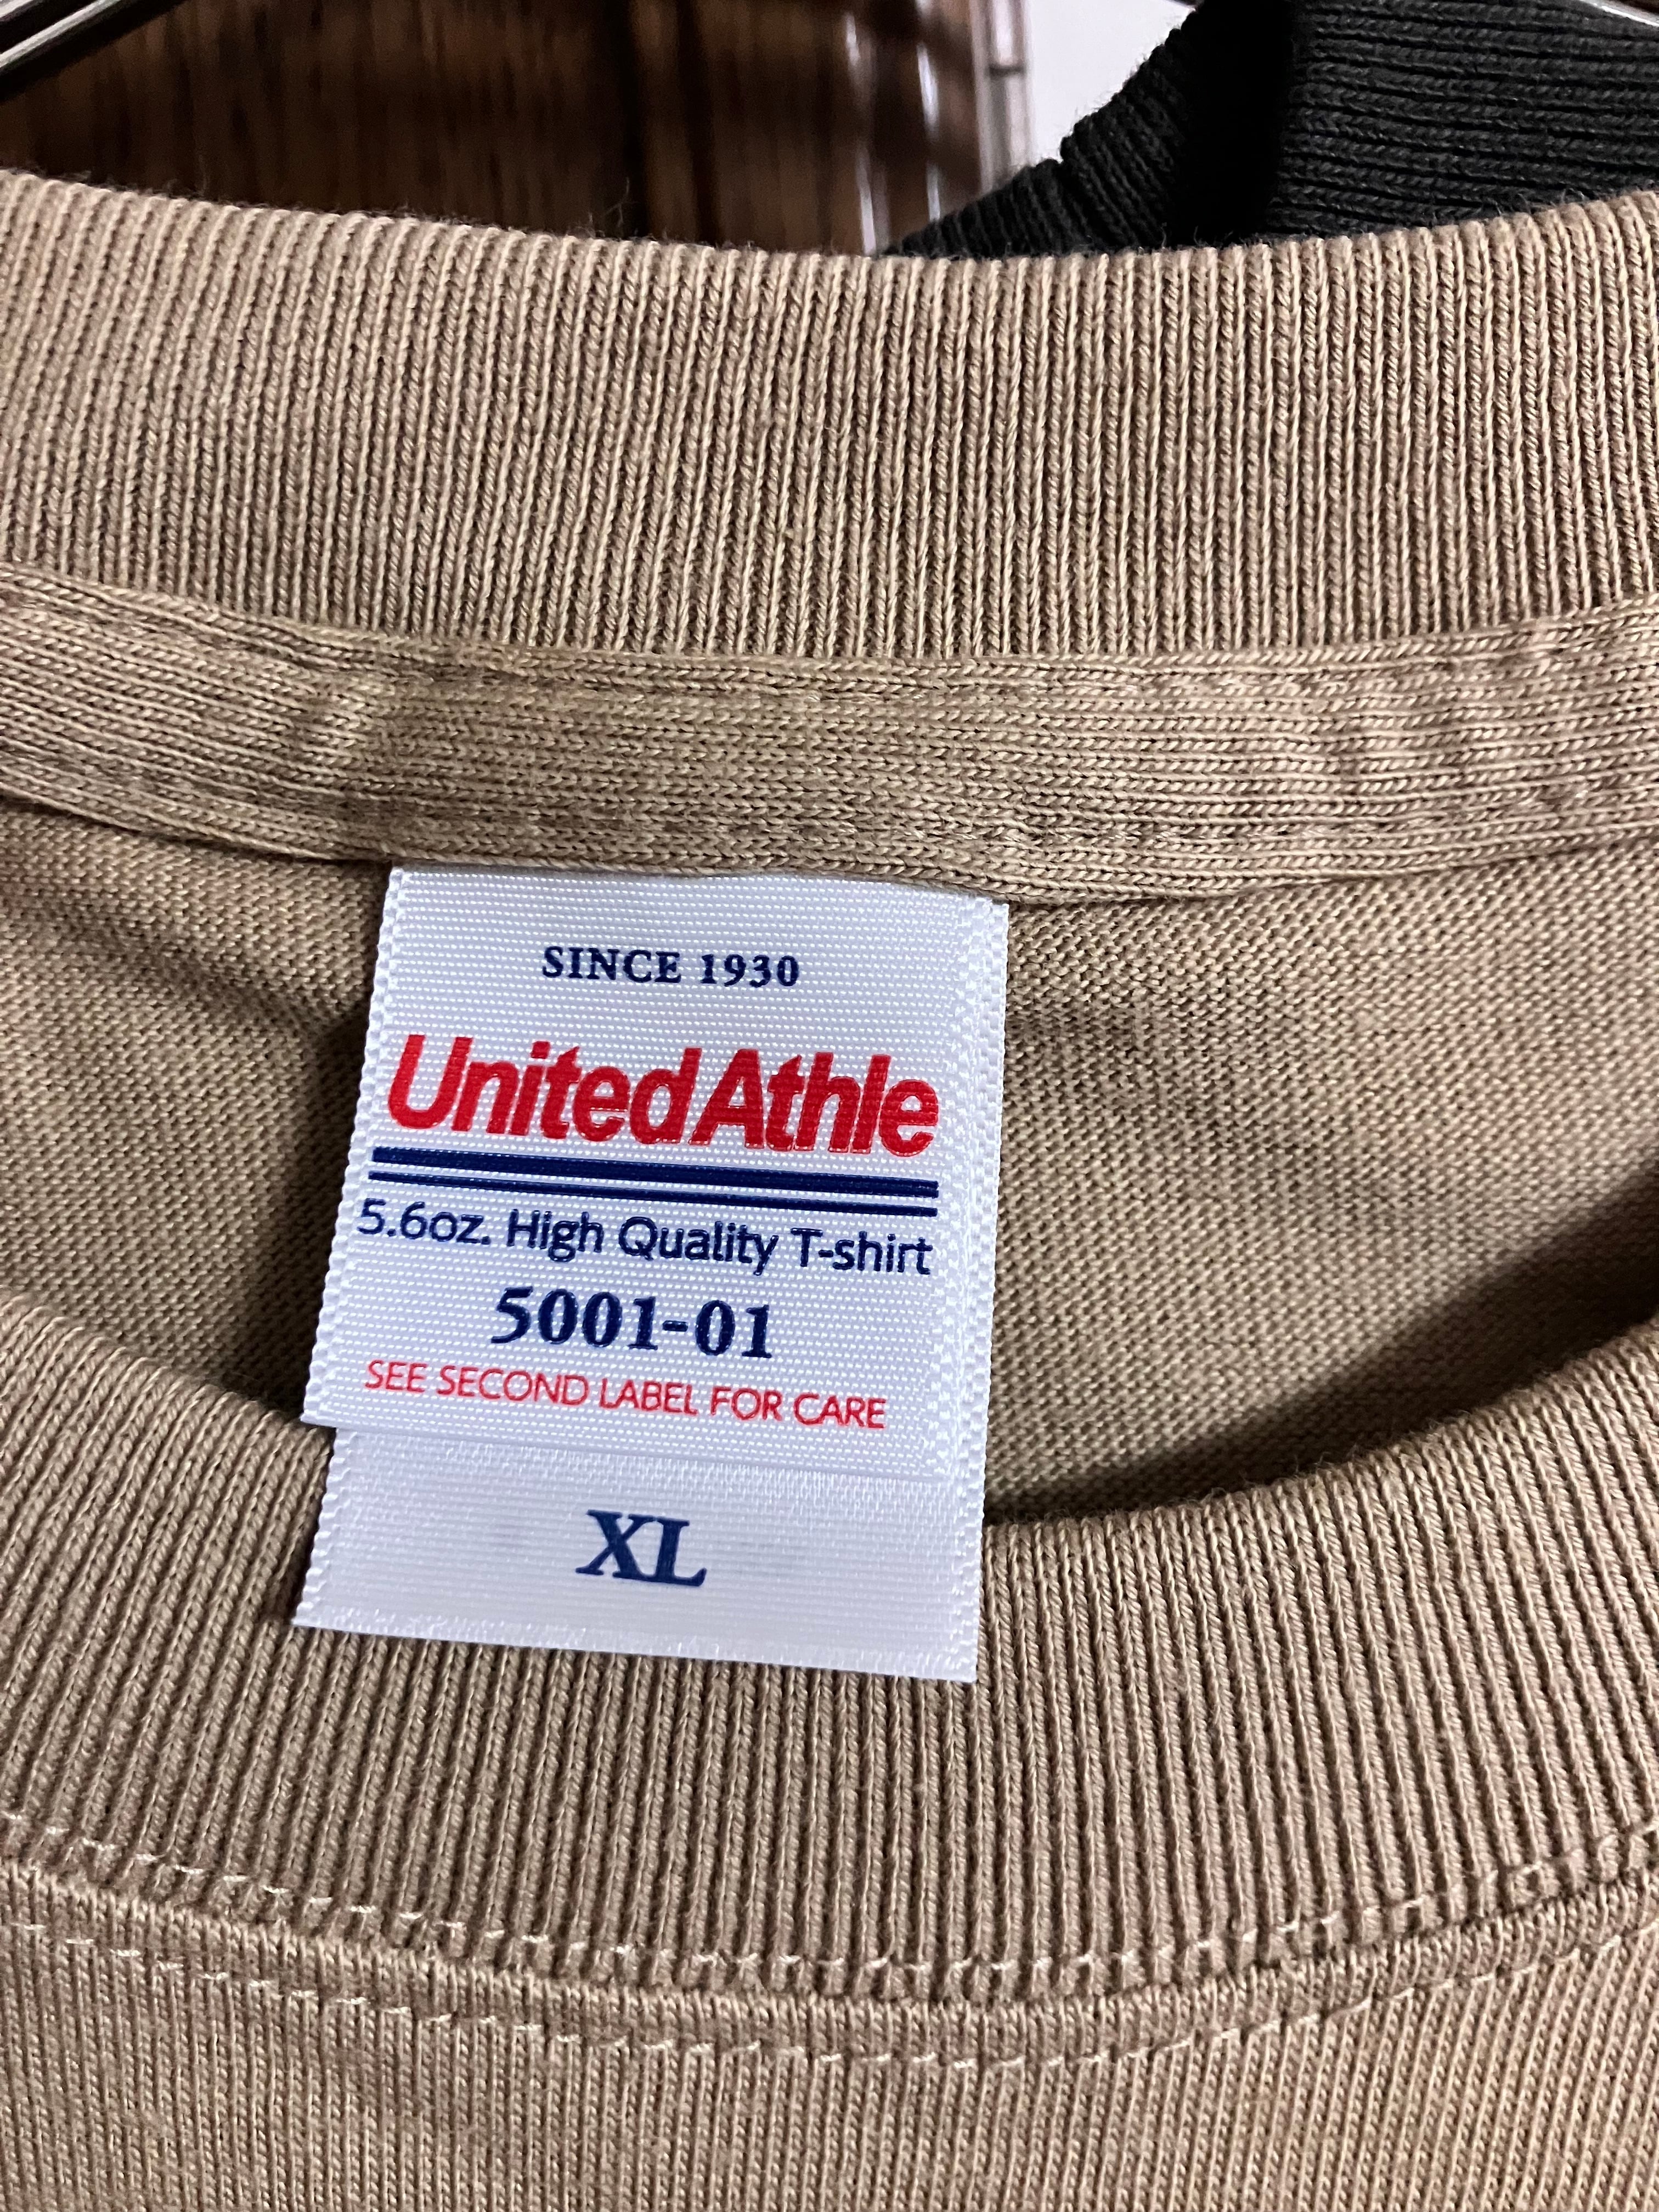 SINCE 1930
UnitedAthle
5.6oz. High Quality T-shirt
5001-01
SEE SECOND LABEL FOR CARE
XL